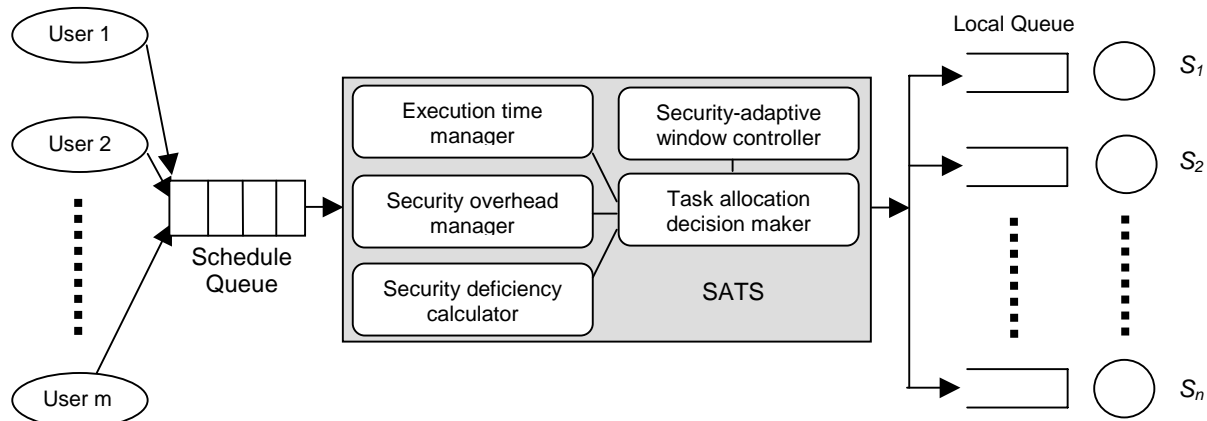 User 1
User 2
User m
Schedule
Queue
Execution time
manager
Security overhead
manager
Security deficiency
calculator
Security-adaptive
window controller
Task allocation
decision maker
SATS
Local Queue
S1
S2
Sn